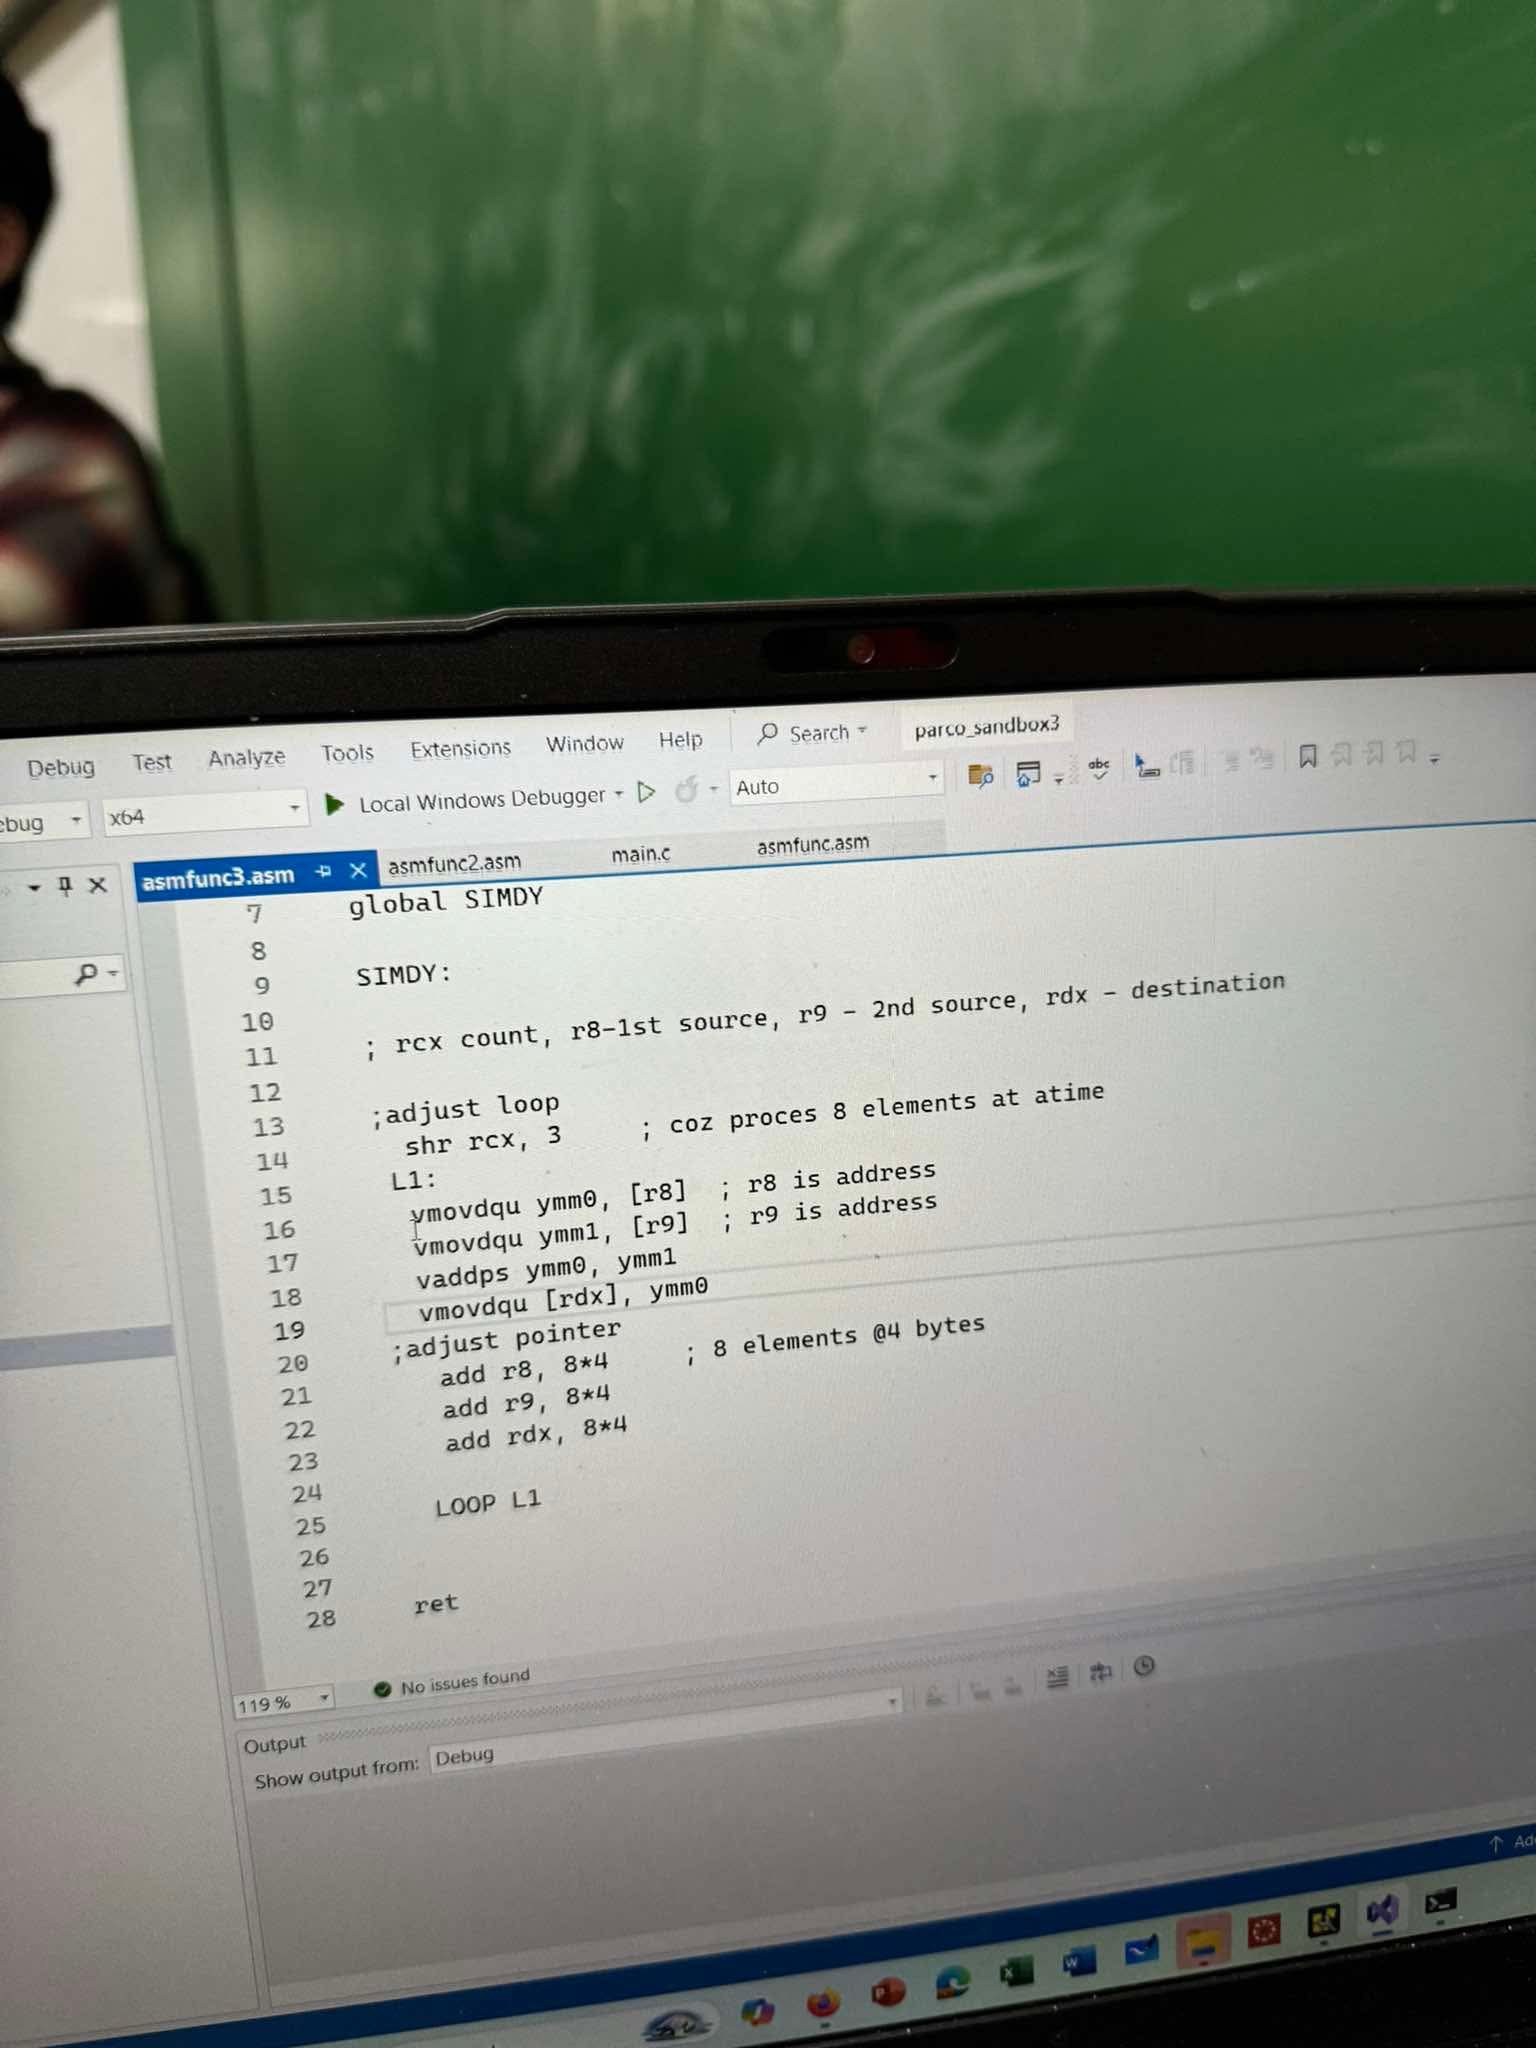 Debug Test Analyze Tools Extensions Window Help Search parco_sandbox3
ebug x64 Local Windows Debugger Auto
asmfunc3.asm asmfunc2.asm main.c asmfunc.asm
7 global SIMDY
8
9 SIMDY:
10
11 ; rcx count, r8-1st source, r9 - 2nd source, rdx - destination
12
13 ;adjust loop
14 shr rcx, 3 ; coz proces 8 elements at atime
15 L1:
16 vmovdqu ymm0, [r8] ; r8 is address
17 vmovdqu ymm1, [r9] ; r9 is address
18 vaddps ymm0, ymm1
19 vmovdqu [rdx], ymm0
20 ;adjust pointer
21 add r8, 8*4 ; 8 elements @4 bytes
22 add r9, 8*4
23 add rdx, 8*4
24
25 LOOP L1
26
27
28 ret
119 % No issues found
Output
Show output from: Debug